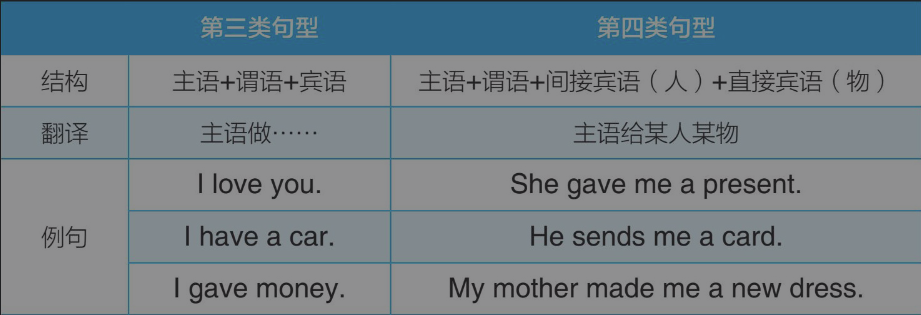 第三类句型 第四类句型
结构 主语+谓语+宾语 主语+谓语+间接宾语（人）+直接宾语（物）
翻译 主语做…… 主语给某人某物
I love you. She gave me a present.
例句 I have a car. He sends me a card.
I gave money. My mother made me a new dress.